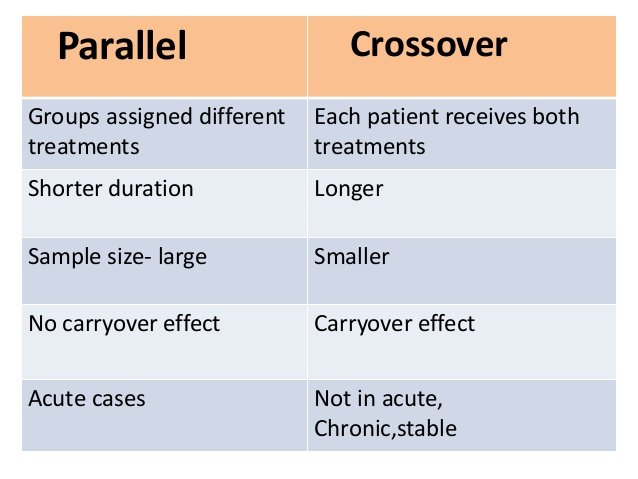 Parallel
Crossover
Groups assigned different
treatments
Each patient receives both
treatments
Shorter duration
Longer
Sample size- large
Smaller
No carryover effect
Carryover effect
Acute cases
Not in acute,
Chronic,stable